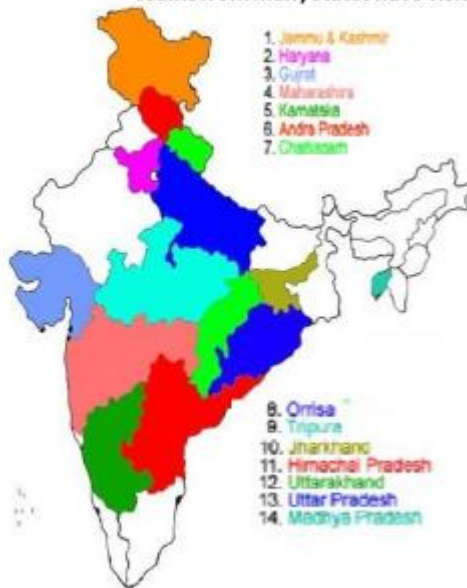 1. Jammu & Kashmir
2. Haryana
3. Gujrat
4. Maharashtra
5. Karnataka
6. Andra Pradesh
7. Chattisgarh
8. Orrisa
9. Tripura
10. Jharkhand
11. Himachal Pradesh
12. Uttarakhand
13. Uttar Pradesh
14. Madhya Pradesh